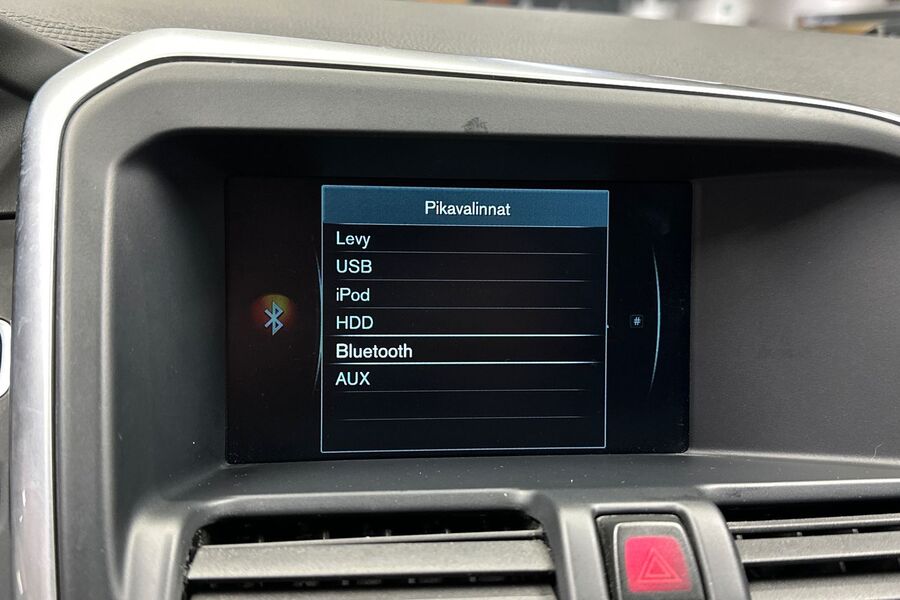 Pikavalinnat
Levy
USB
iPod
HDD
Bluetooth
#
AUX